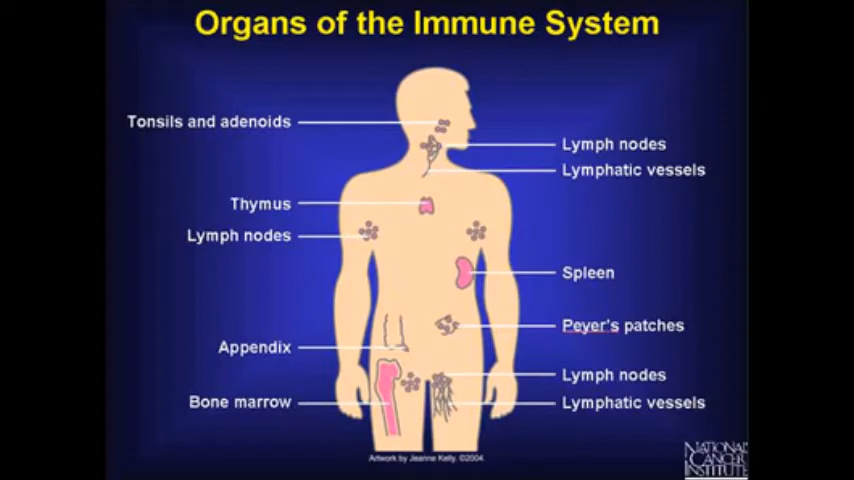 Organs of the Immune System
Tonsils and adenoids
Lymph nodes
Lymphatic vessels
Thymus
Lymph nodes
Spleen
Peyer's patches
Appendix
Lymph nodes
Bone marrow
Lymphatic vessels
Artwork by Jeanne Kelly. ©2004.
NATIONAL
CANCER
INSTITUTE